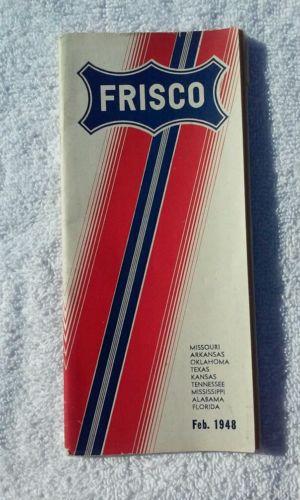 FRISCO
MISSOURI
ARKANSAS
OKLAHOMA
TEXAS
KANSAS
TENNESSEE
MISSISSIPPI
ALABAMA
FLORIDA
Feb. 1948